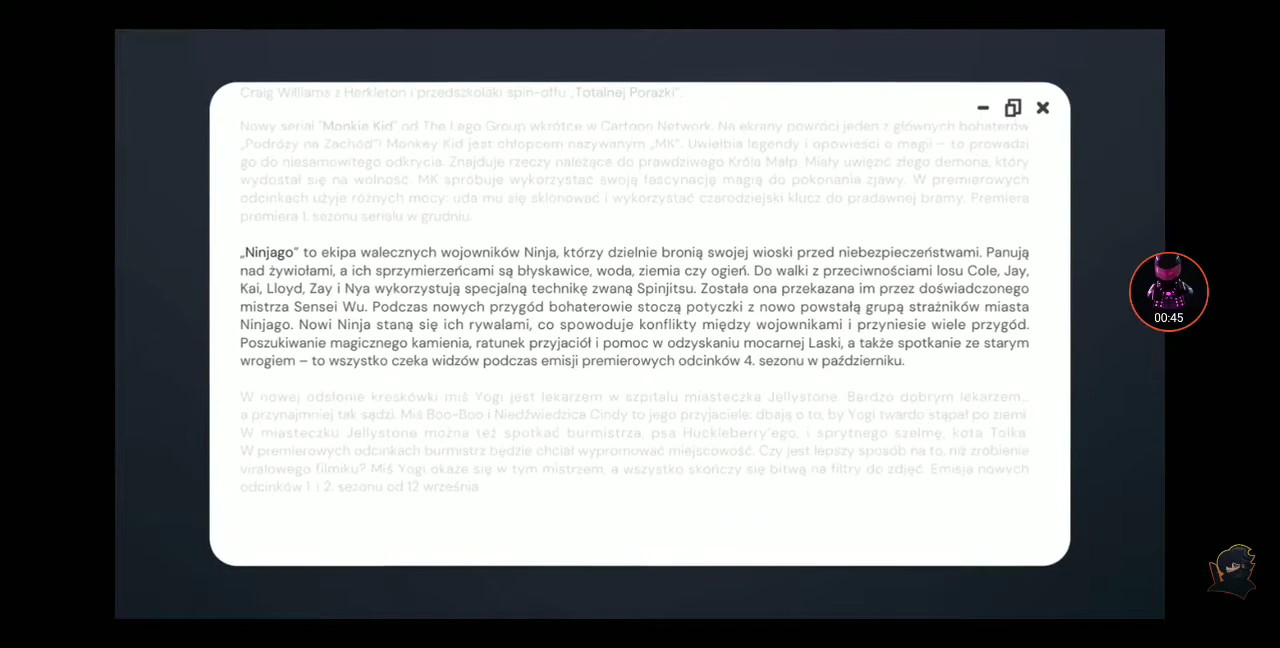 Craig Williams z Herkleton i przedszkolaki spin-offu „Totalnej Porażki".
Nowy serial "Monkie Kid" od The Lego Group wkrótce w Cartoon Network. Na ekrany powróci jeden z głównych bohaterów
„Podróży na Zachód"! Monkey Kid jest chłopcem nazywanym „MK". Uwielbia legendy i opowieści o magii – to prowadzi
go do niesamowitego odkrycia. Znajduje rzeczy należące do prawdziwego Króla Małp. Miały uwięzić złego demona, który
wydostał się na wolność. MK spróbuje wykorzystać swoją fascynację magią do pokonania zjawy. W premierowych
odcinkach użyje różnych mocy: uda mu się sklonować i wykorzystać czarodziejski klucz do pradawnej bramy. Premiera
premiera 1. sezonu serialu w grudniu.
„Ninjago" to ekipa walecznych wojowników Ninja, którzy dzielnie bronią swojej wioski przed niebezpieczeństwami. Panują
nad żywiołami, a ich sprzymierzeńcami są błyskawice, woda, ziemia czy ogień. Do walki z przeciwnościami losu Cole, Jay,
Kai, Lloyd, Zay i Nya wykorzystują specjalną technikę zwaną Spinjitsu. Została ona przekazana im przez doświadczonego
mistrza Sensei Wu. Podczas nowych przygód bohaterowie stoczą potyczki z nowo powstałą grupą strażników miasta
Ninjago. Nowi Ninja staną się ich rywalami, co spowoduje konflikty między wojownikami i przyniesie wiele przygód.
Poszukiwanie magicznego kamienia, ratunek przyjaciół i pomoc w odzyskaniu mocarnej Laski, a także spotkanie ze starym
wrogiem – to wszystko czeka widzów podczas emisji premierowych odcinków 4. sezonu w październiku.
W nowej odsłonie kreskówki miś Yogi jest lekarzem w szpitalu miasteczka Jellystone. Bardzo dobrym lekarzem...
a przynajmniej tak sądzi. Miś Boo-Boo i Niedźwiedzica Cindy to jego przyjaciele: dbają o to, by Yogi twardo stąpał po ziemi.
W miasteczku Jellystone można też spotkać burmistrza, psa Huckleberry'ego, i sprytnego szelmę, kota Tolka.
W premierowych odcinkach burmistrz będzie chciał wypromować miejscowość. Czy jest lepszy sposób na to, niż zrobienie
viralowego filmiku? Miś Yogi okaże się w tym mistrzem, a wszystko skończy się bitwą na filtry do zdjęć. Emisja nowych
odcinków 1. i 2. sezonu od 12 września
00:45